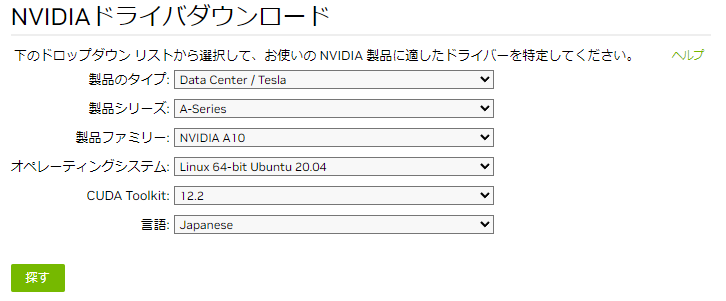 NVIDIAドライバダウンロード
下のドロップダウン リストから選択して、お使いの NVIDIA 製品に適したドライバーを特定してください。 ヘルプ
製品のタイプ: Data Center / Tesla
製品シリーズ: A-Series
製品ファミリー: NVIDIA A10
オペレーティングシステム: Linux 64-bit Ubuntu 20.04
CUDA Toolkit: 12.2
言語: Japanese
探す